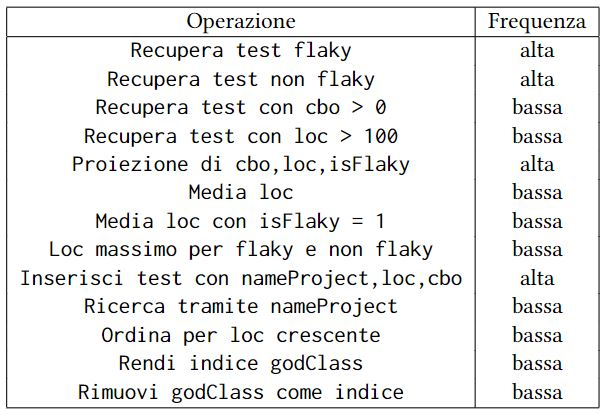 Operazione Frequenza
Recupera test flaky alta
Recupera test non flaky alta
Recupera test con cbo > 0 bassa
Recupera test con loc > 100 bassa
Proiezione di cbo,loc,isFlaky alta
Media loc bassa
Media loc con isFlaky = 1 bassa
Loc massimo per flaky e non flaky bassa
Inserisci test con nameProject,loc,cbo alta
Ricerca tramite nameProject bassa
Ordina per loc crescente bassa
Rendi indice godClass bassa
Rimuovi godClass come indice bassa